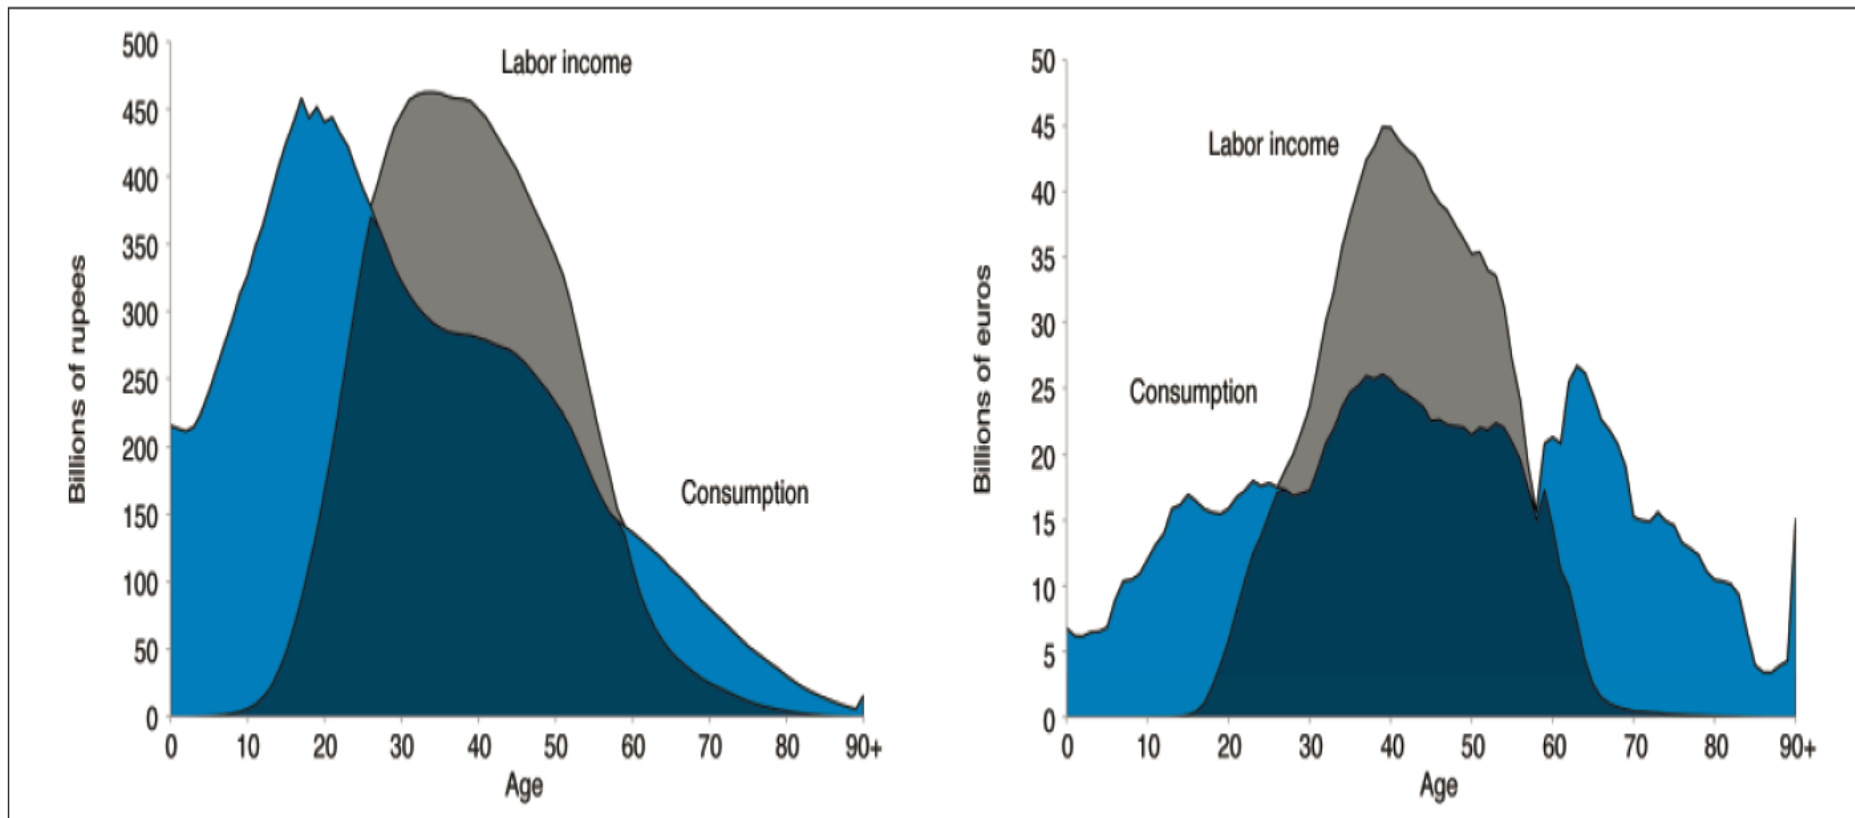 500
450
400
350
300
250
200
150
100
50
0
Billions of rupees
Labor income
Consumption
0 10 20 30 40 50 60 70 80 90+
Age
50
45
40
35
30
25
20
15
10
5
0
Billions of euros
Labor income
Consumption
0 10 20 30 40 50 60 70 80 90+
Age